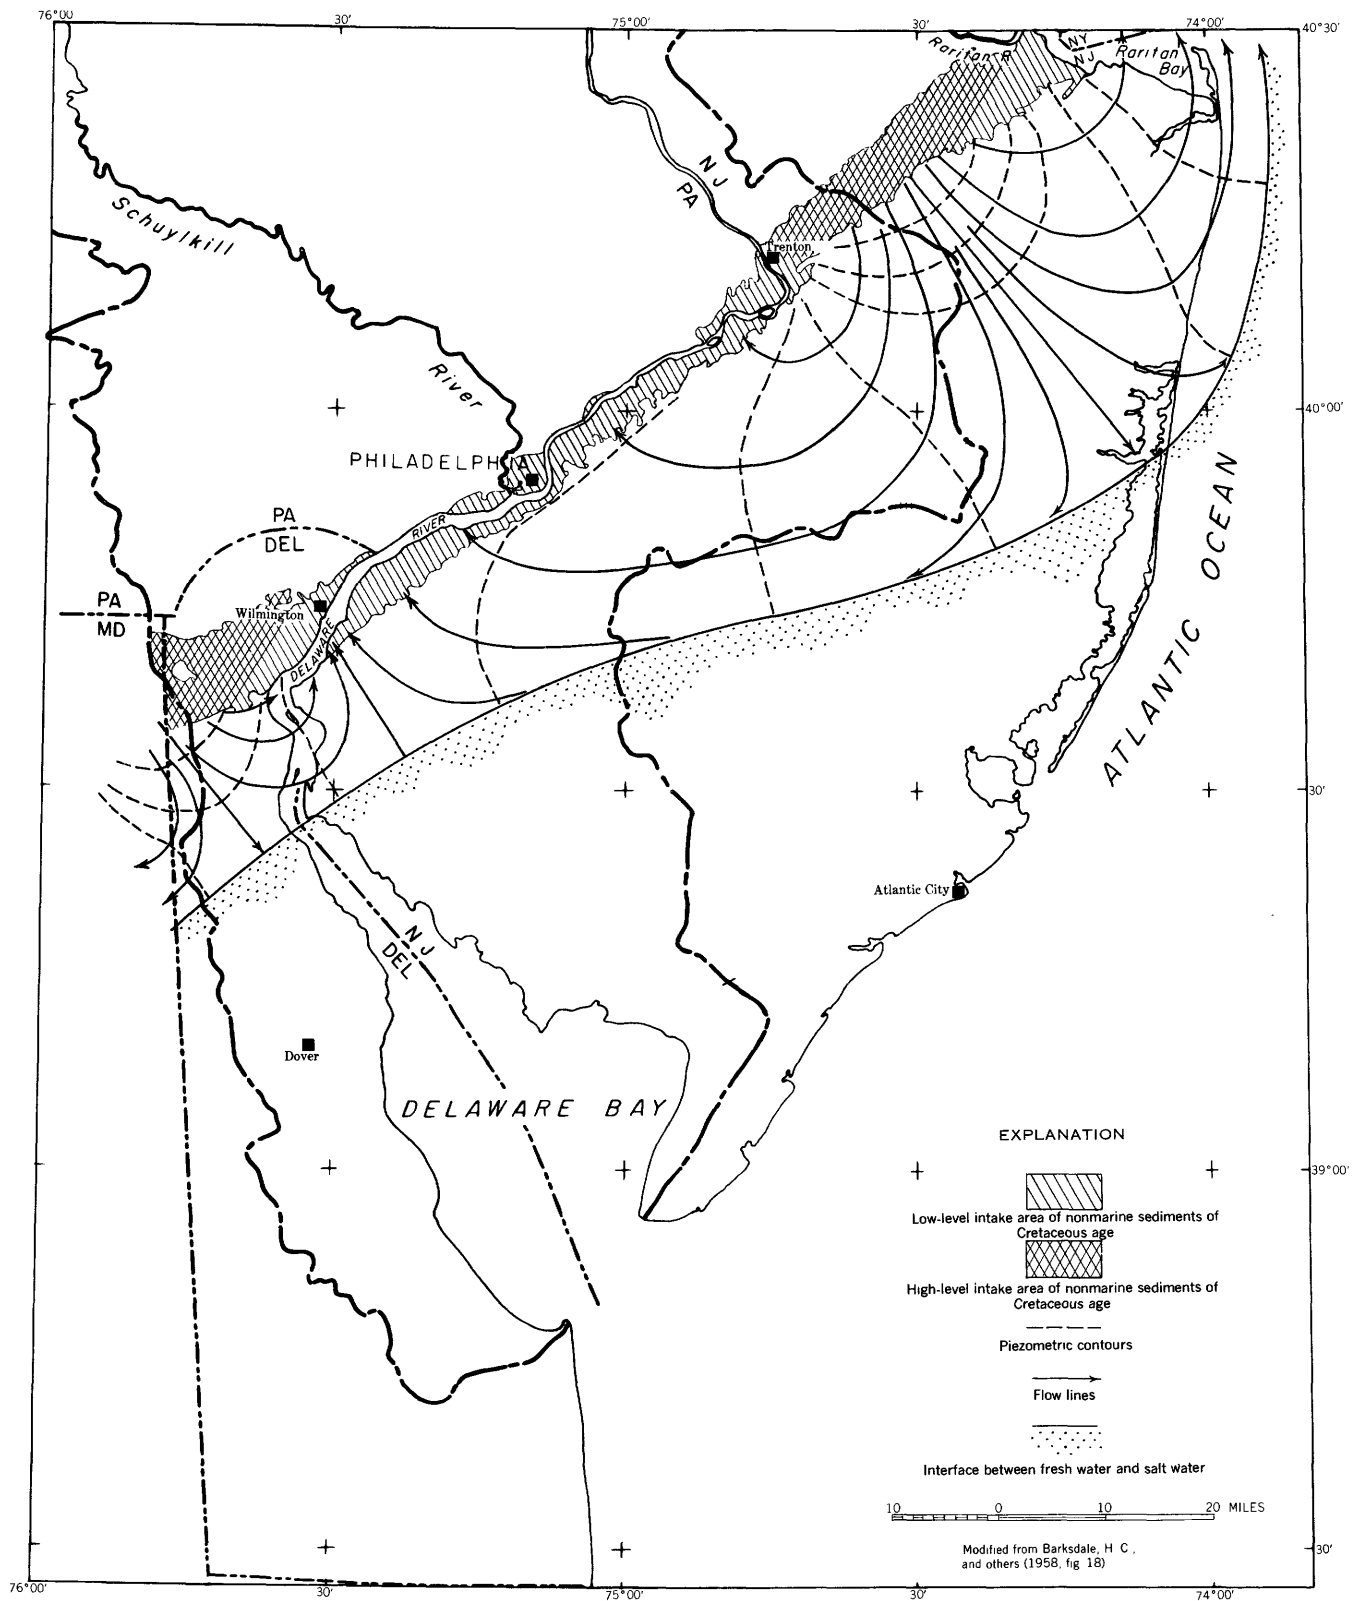 76°00'
30'
75°00'
30'
74°00'
40°30'
Raritan R
NY
NJ
Raritan
Bay
NJ
PA
Schuylkill
River
Trenton
40°00'
PHILADELPHIA
PA
DEL
RIVER
PA
MD
Wilmington
DELAWARE
ATLANTIC OCEAN
30'
Atlantic City
NJ
DEL
Dover
DELAWARE BAY
EXPLANATION
39°00'
Low-level intake area of nonmarine sediments of
Cretaceous age
High-level intake area of nonmarine sediments of
Cretaceous age
Piezometric contours
Flow lines
Interface between fresh water and salt water
10 0 10 20 MILES
Modified from Barksdale, H C,
and others (1958, fig 18)
30'
76°00'
30'
75°00'
30'
74°00'